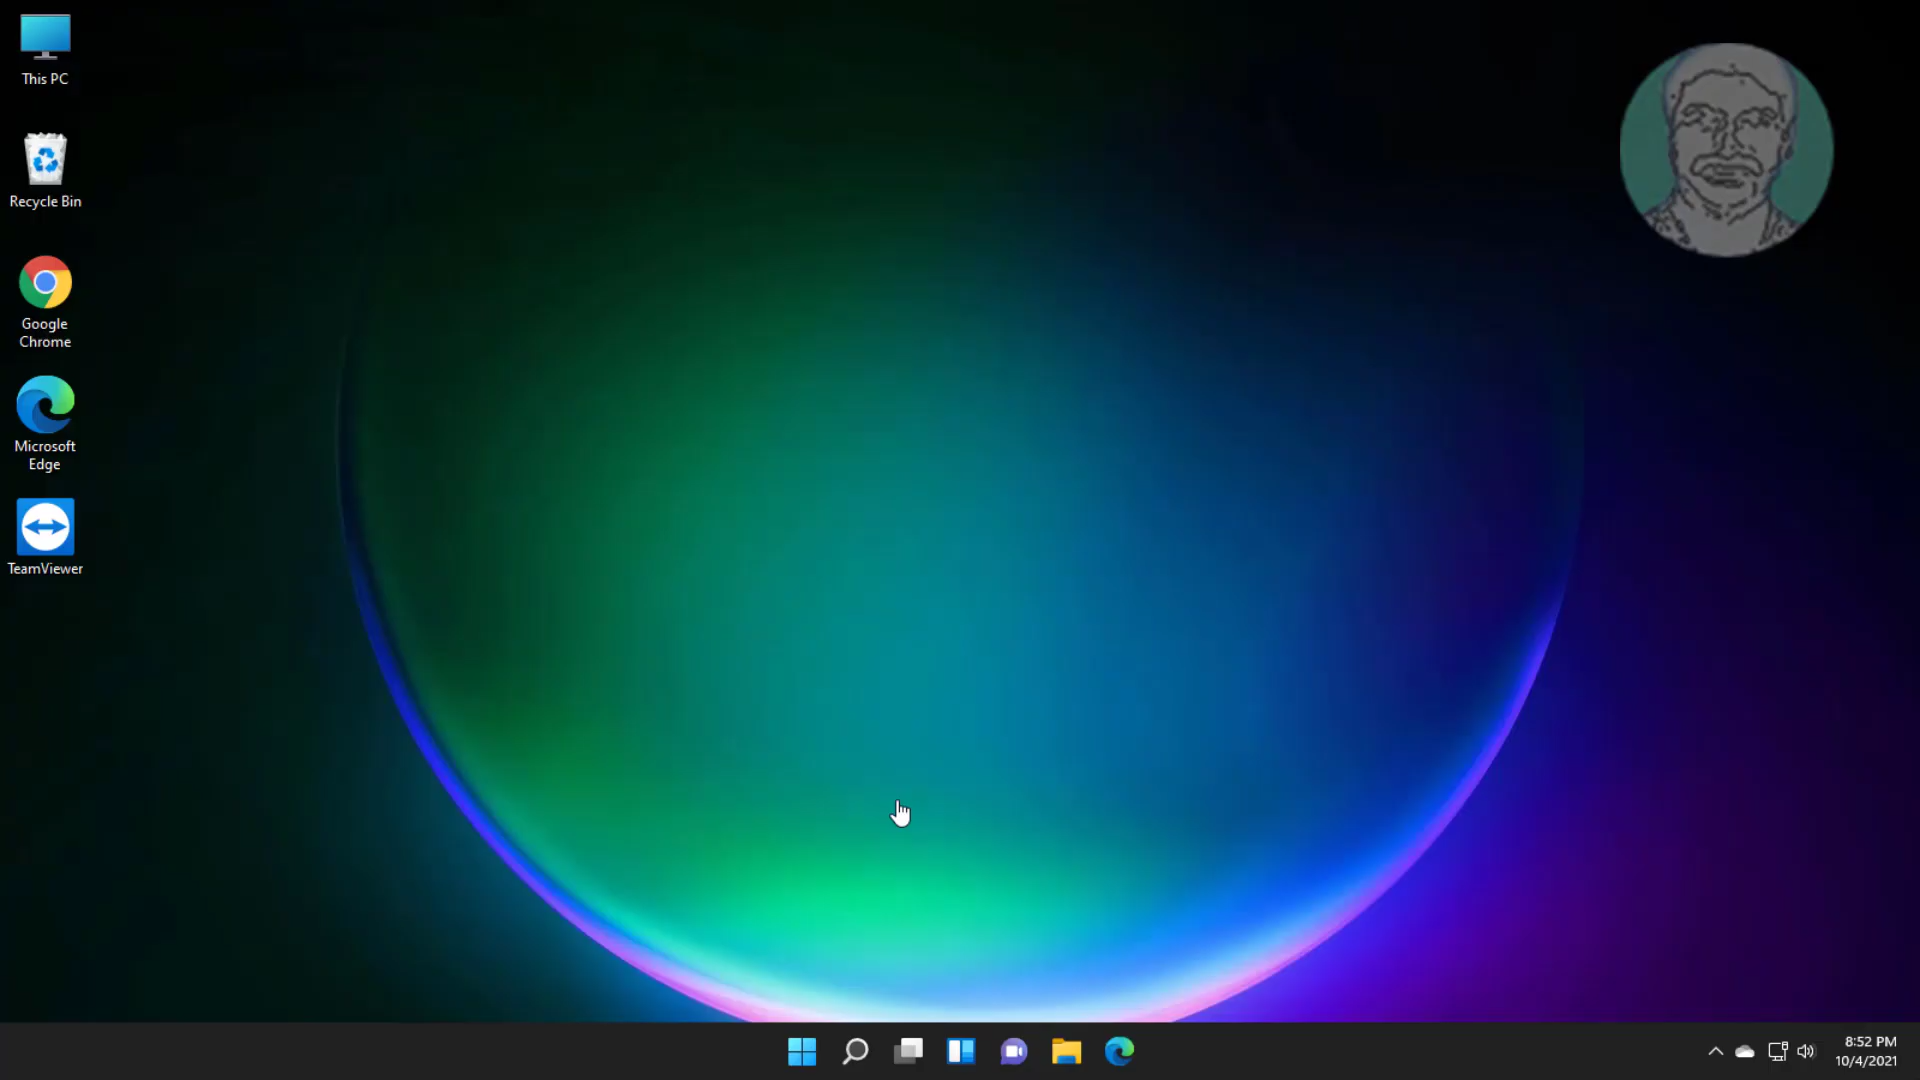 This PC
Recycle Bin
Google
Chrome
Microsoft
Edge
TeamViewer
8:52 PM
10/4/2021